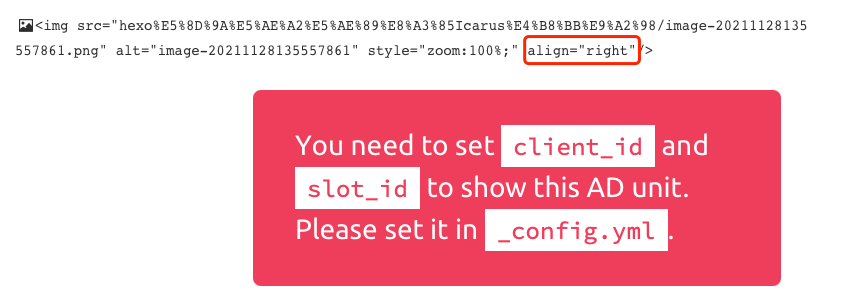 <img src="hexo%E5%8D%9A%E5%AE%A2%E5%AE%89%E8%A3%85Icarus%E4%B8%BB%E9%A2%98/image-20211128135
557861.png" alt="image-20211128135557861" style="zoom:100%;" align="right"/>
You need to set client_id and
slot_id to show this AD unit.
Please set it in _config.yml.